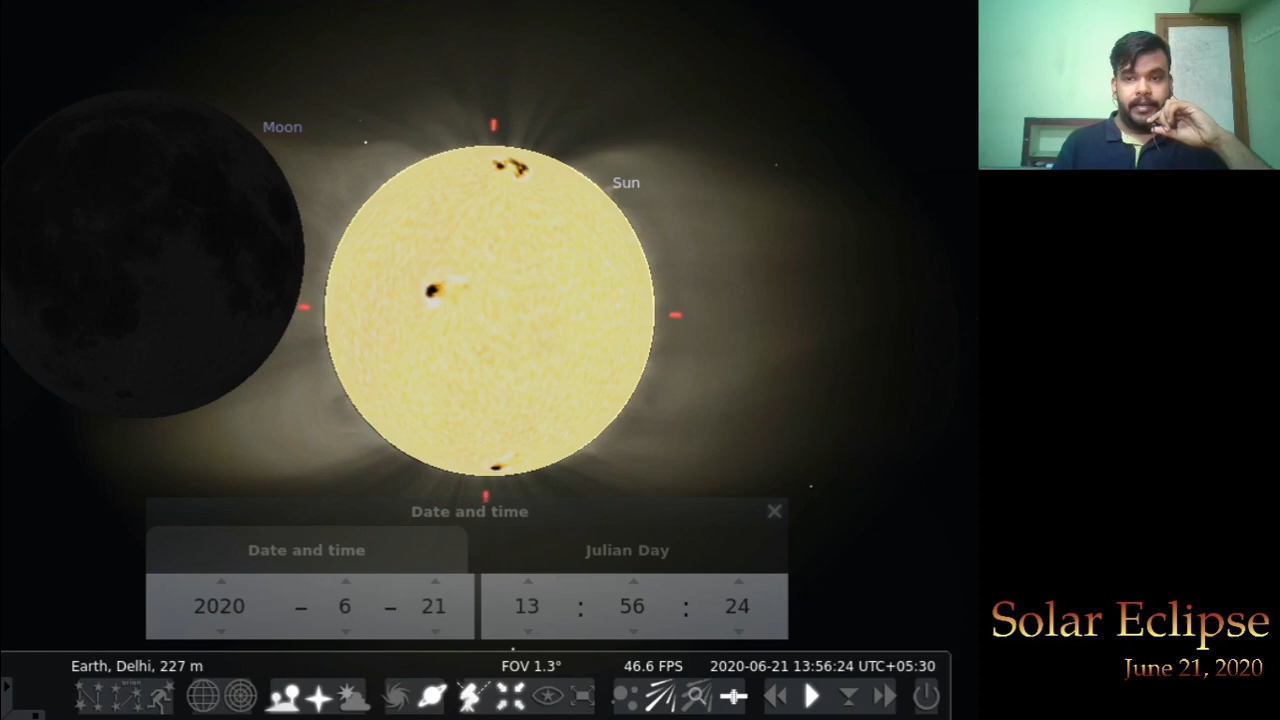 Moon
Sun
Date and time
Date and time
Julian Day
2020 – 6 – 21
13 : 56 : 24
Earth, Delhi, 227 m
FOV 1.3°
46.6 FPS
2020-06-21 13:56:24 UTC+05:30
Solar Eclipse
June 21, 2020